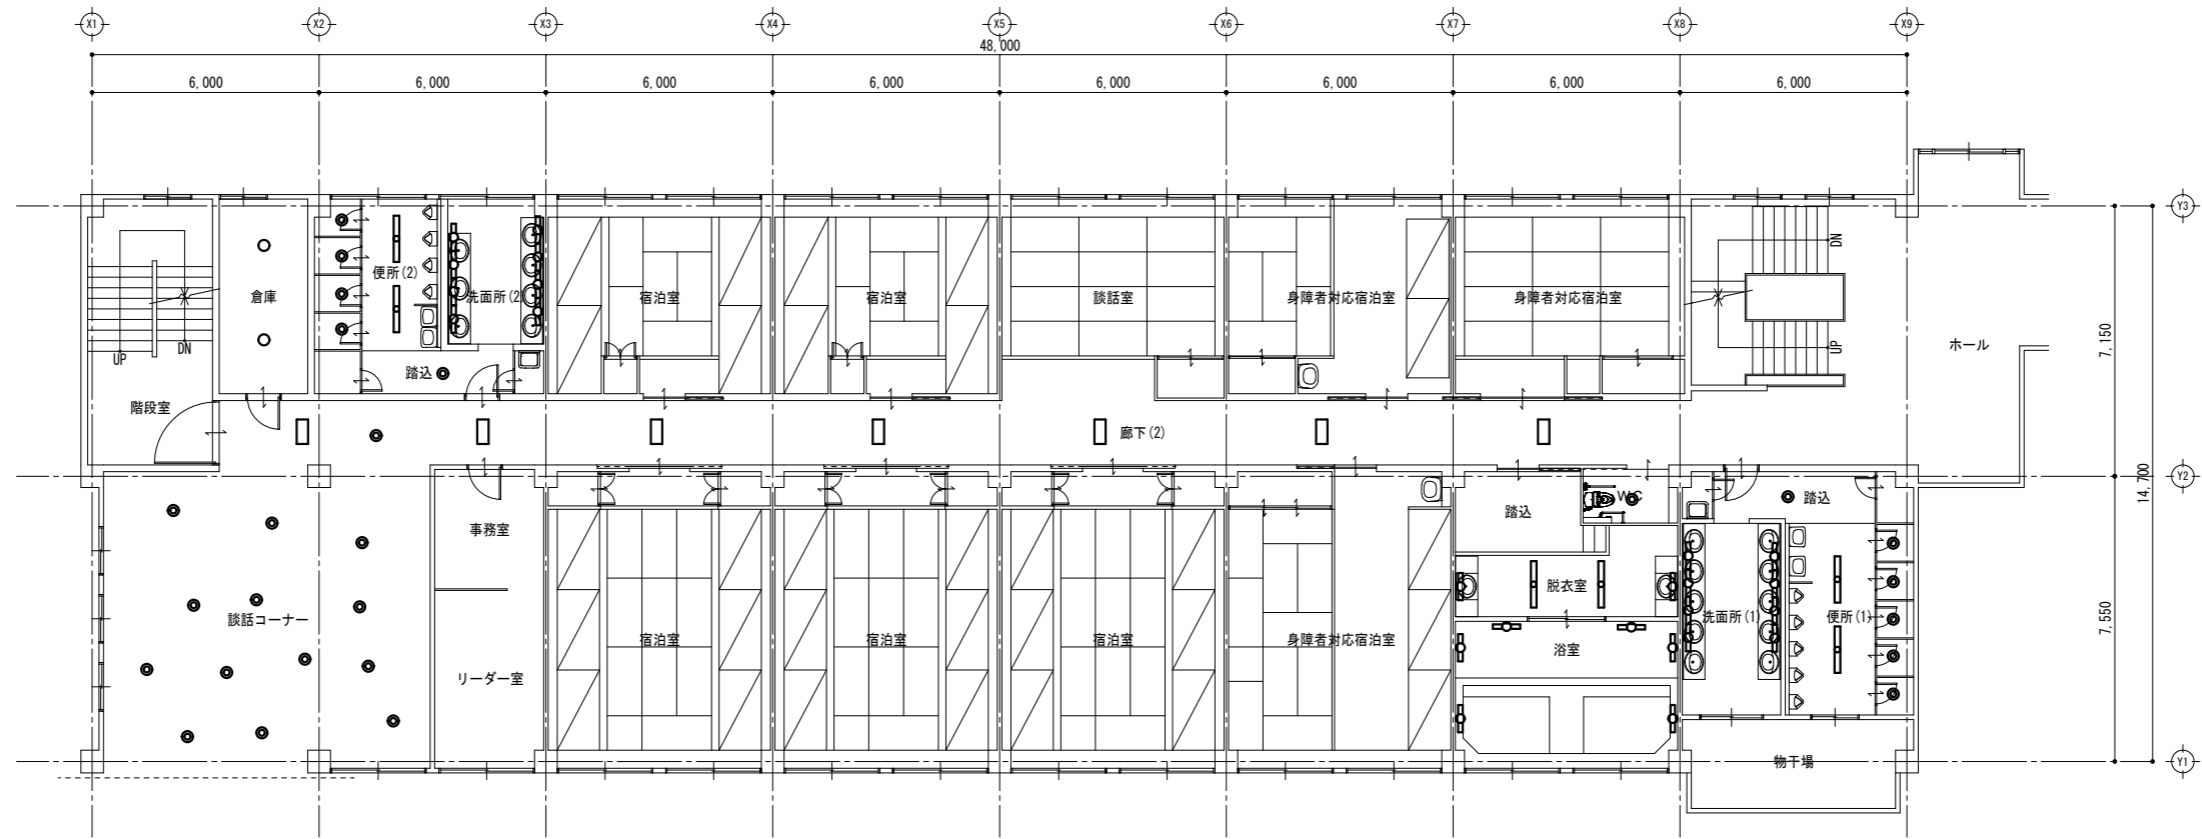 X1
X2
X3
X4
X5
X6
X7
X8
X9
48,000
6,000
6,000
6,000
6,000
6,000
6,000
6,000
6,000
Y3
7,150
Y2
14,700
7,550
Y1
倉庫
便所(2)
洗面所(2)
宿泊室
宿泊室
談話室
身障者対応宿泊室
身障者対応宿泊室
DN
UP
ホール
UP
DN
踏込
階段室
廊下(2)
事務室
踏込
WC
踏込
談話コーナー
リーダー室
宿泊室
宿泊室
宿泊室
身障者対応宿泊室
脱衣室
浴室
洗面所(1)
便所(1)
物干場